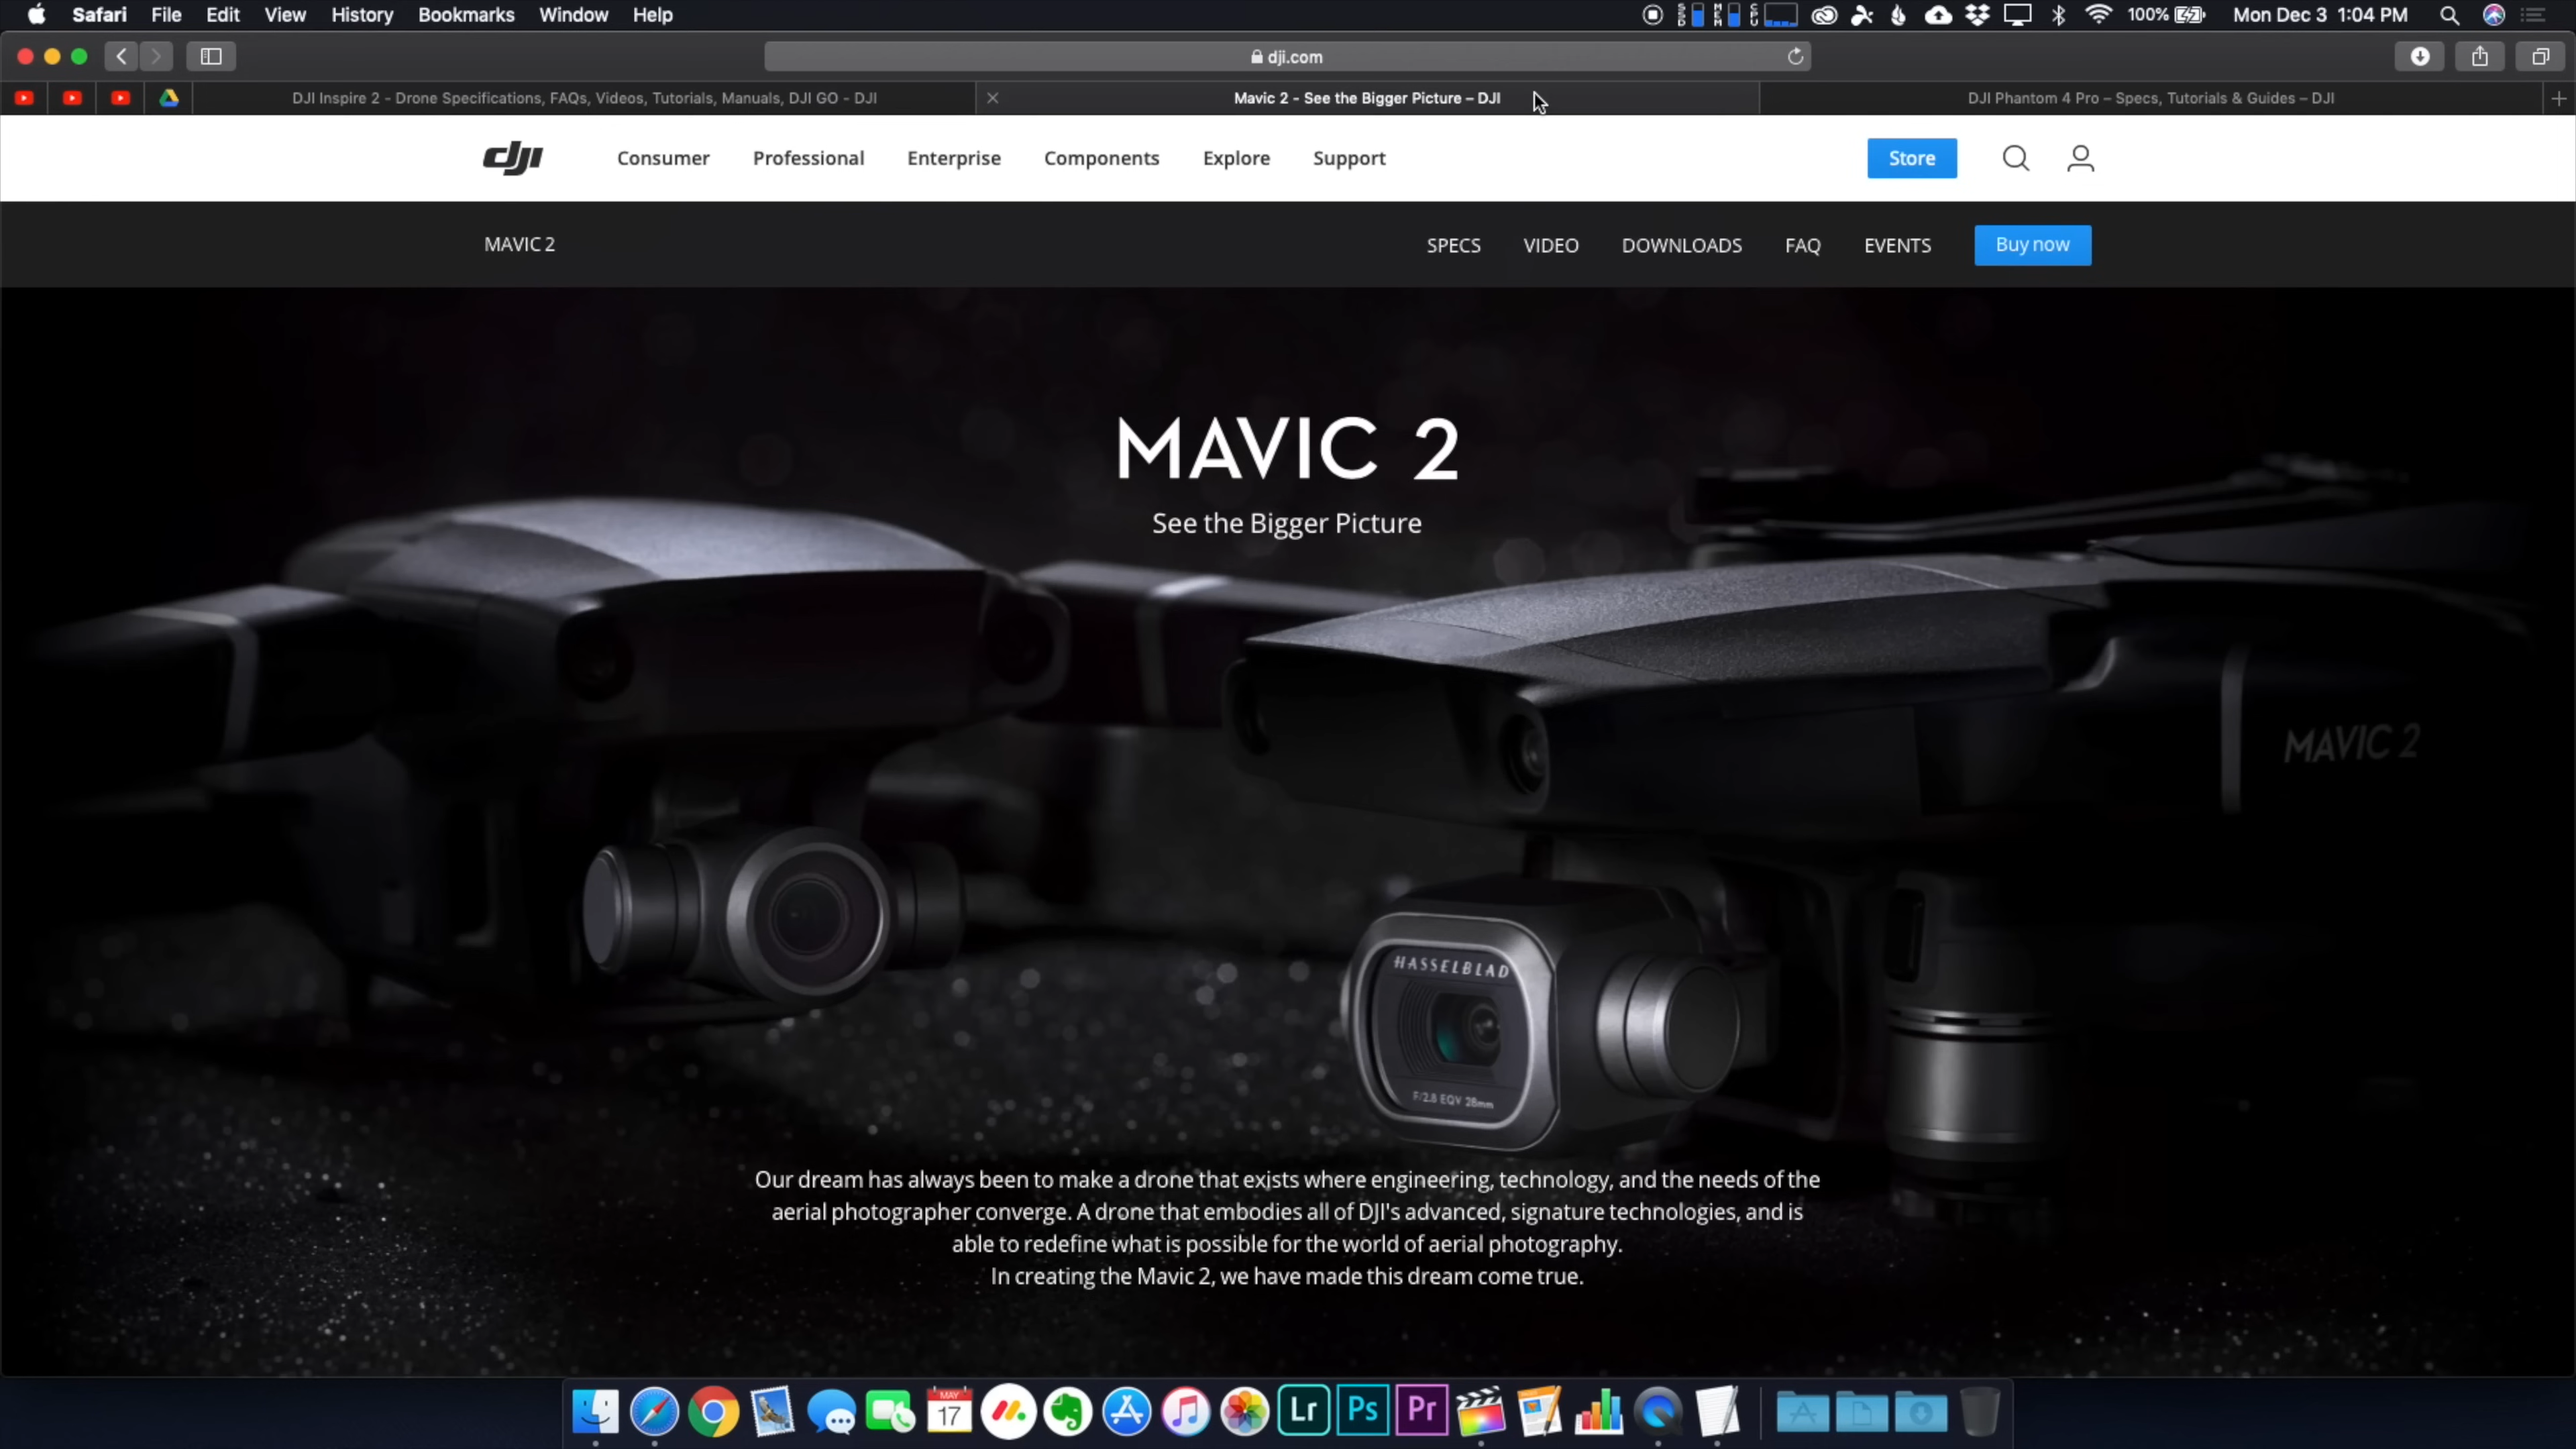 Safari File Edit View History Bookmarks Window Help
100% Mon Dec 3 1:04 PM
dji.com
DJI Inspire 2 - Drone Specifications, FAQs, Videos, Tutorials, Manuals, DJI GO - DJI
Mavic 2 - See the Bigger Picture – DJI
DJI Phantom 4 Pro – Specs, Tutorials & Guides – DJI
dji Consumer Professional Enterprise Components Explore Support Store
MAVIC 2 SPECS VIDEO DOWNLOADS FAQ EVENTS Buy now
MAVIC 2
See the Bigger Picture
MAVIC 2
HASSELBLAD
F/2.8 EQV 28mm
Our dream has always been to make a drone that exists where engineering, technology, and the needs of the
aerial photographer converge. A drone that embodies all of DJI's advanced, signature technologies, and is
able to redefine what is possible for the world of aerial photography.
In creating the Mavic 2, we have made this dream come true.
MAY
17
Lr Ps Pr